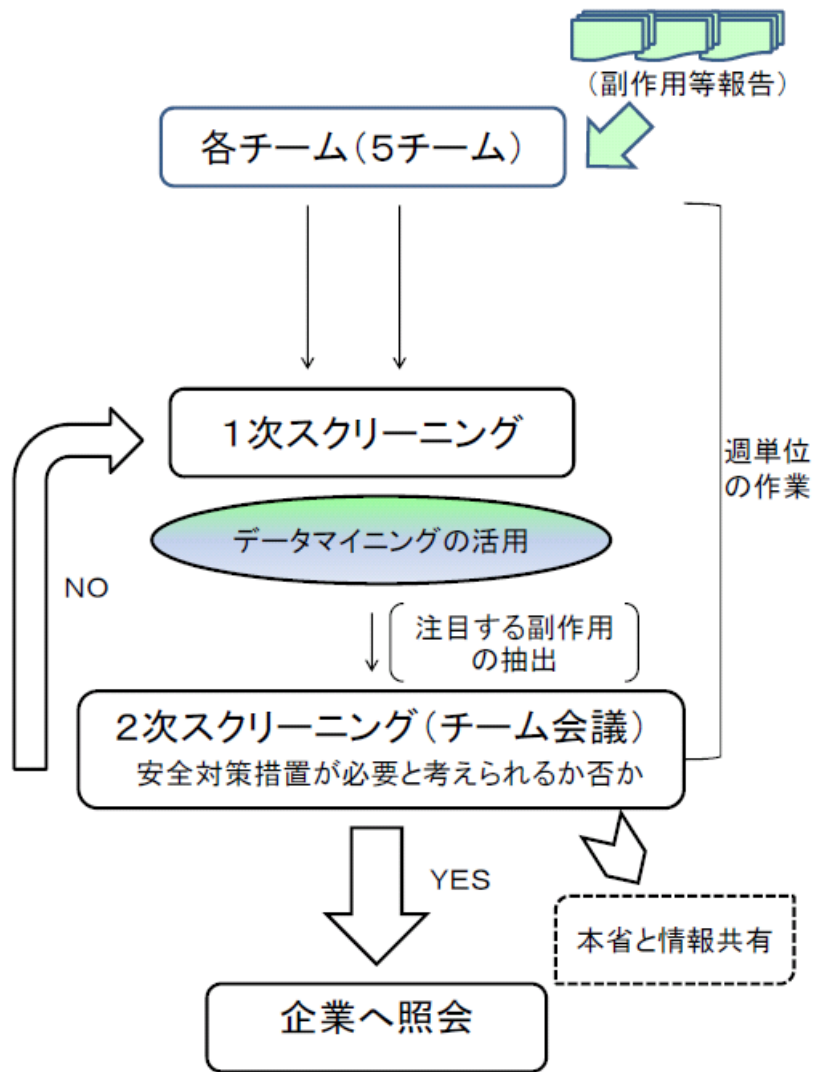 （副作用等報告）
各チーム（５チーム）
１次スクリーニング
週単位
の作業
データマイニングの活用
NO
注目する副作用
の抽出
２次スクリーニング（チーム会議）
安全対策措置が必要と考えられるか否か
YES
本省と情報共有
企業へ照会